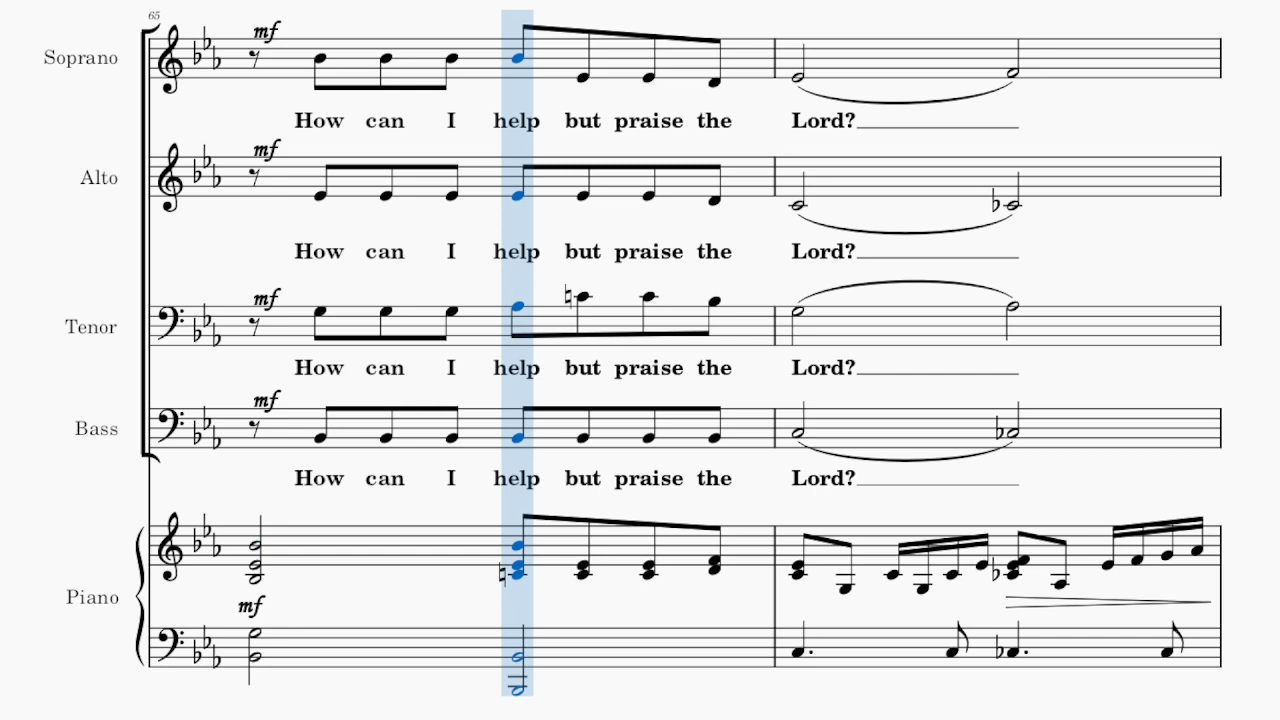 65
mf
Soprano
How can I help but praise the Lord?
mf
Alto
How can I help but praise the Lord?
mf
Tenor
How can I help but praise the Lord?
mf
Bass
How can I help but praise the Lord?
Piano
mf